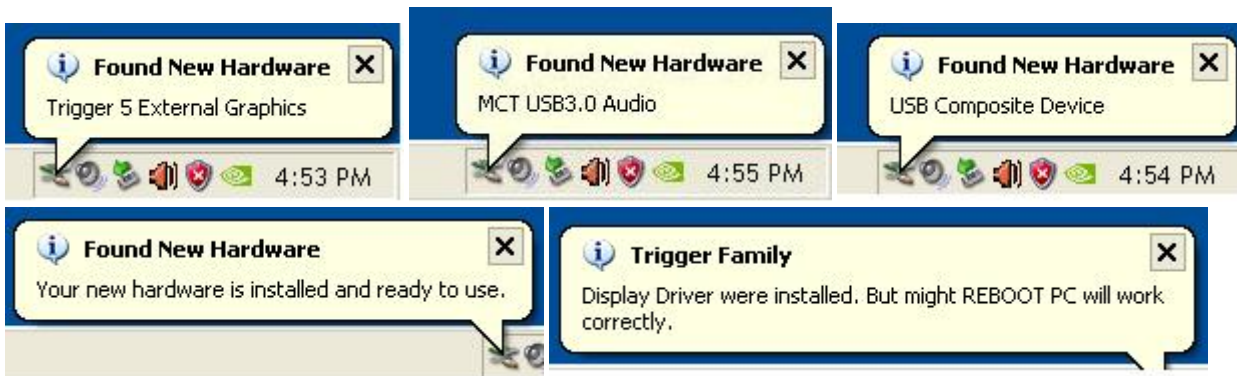 Found New Hardware
Trigger 5 External Graphics
4:53 PM
Found New Hardware
MCT USB3.0 Audio
4:55 PM
Found New Hardware
USB Composite Device
4:54 PM
Found New Hardware
Your new hardware is installed and ready to use.
Trigger Family
Display Driver were installed. But might REBOOT PC will work
correctly.